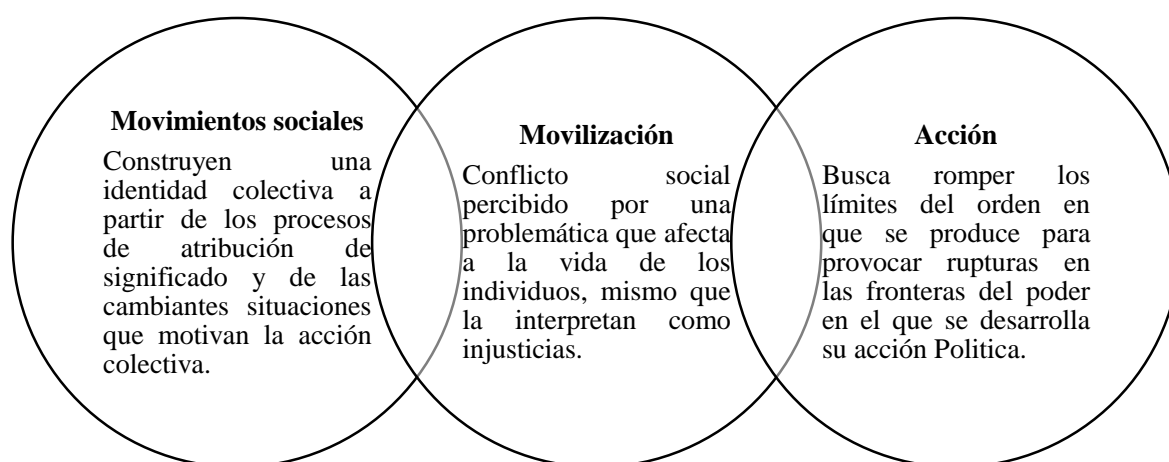 Movimientos sociales
Construyen una
identidad colectiva a
partir de los procesos
de atribución de
significado y de las
cambiantes situaciones
que motivan la acción
colectiva.
Movilización
Conflicto social
percibido por una
problemática que afecta
a la vida de los
individuos, mismo que
la interpretan como
injusticias.
Acción
Busca romper los
límites del orden en
que se produce para
provocar rupturas en
las fronteras del poder
en el que se desarrolla
su acción Politica.